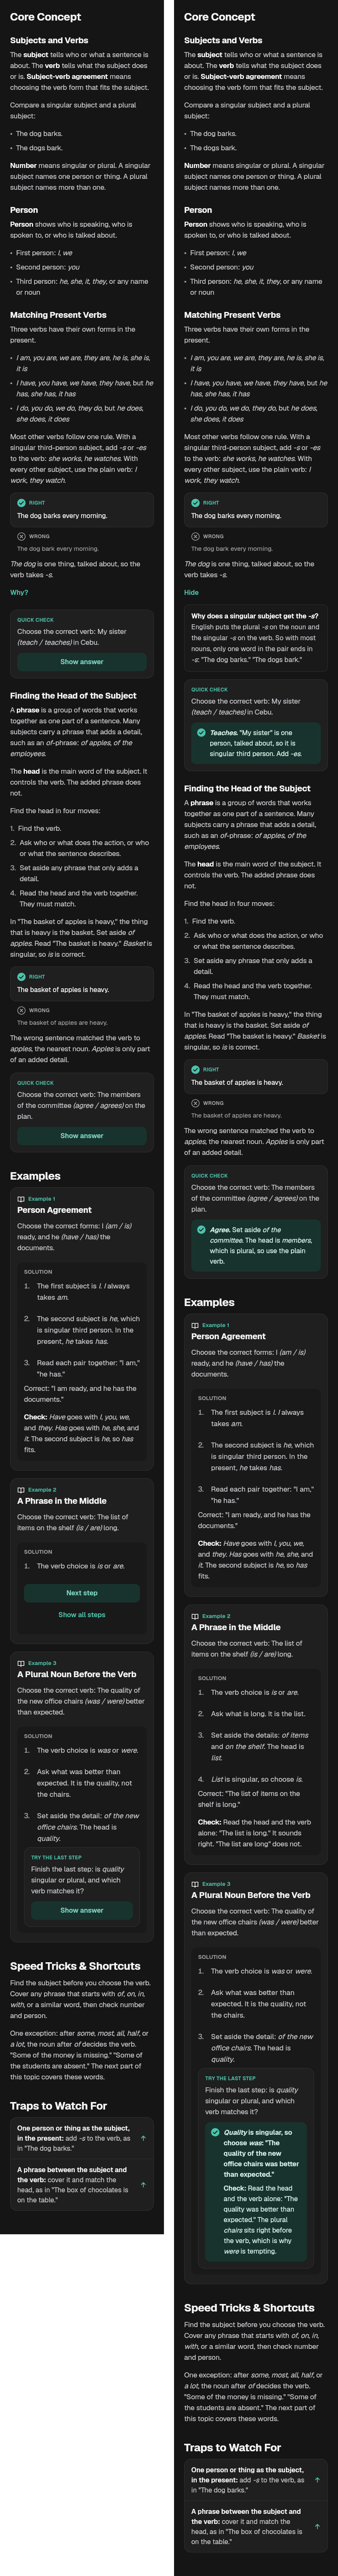 Core Concept
Subjects and Verbs
The subject tells who or what a sentence is
about. The verb tells what the subject does
or is. Subject-verb agreement means
choosing the verb form that fits the subject.
Compare a singular subject and a plural
subject:
• The dog barks.
• The dogs bark.
Number means singular or plural. A singular
subject names one person or thing. A plural
subject names more than one.
Person
Person shows who is speaking, who is
spoken to, or who is talked about.
• First person: I, we
• Second person: you
• Third person: he, she, it, they, or any name
or noun
Matching Present Verbs
Three verbs have their own forms in the
present.
• I am, you are, we are, they are, he is, she is,
it is
• I have, you have, we have, they have, but he
has, she has, it has
• I do, you do, we do, they do, but he does,
she does, it does
Most other verbs follow one rule. With a
singular third-person subject, add -s or -es
to the verb: she works, he watches. With
every other subject, use the plain verb: I
work, they watch.
RIGHT
The dog barks every morning.
WRONG
The dog bark every morning.
The dog is one thing, talked about, so the
verb takes -s.
Why?
QUICK CHECK
Choose the correct verb: My sister
(teach / teaches) in Cebu.
Show answer
Finding the Head of the Subject
A phrase is a group of words that works
together as one part of a sentence. Many
subjects carry a phrase that adds a detail,
such as an of-phrase: of apples, of the
employees.
The head is the main word of the subject. It
controls the verb. The added phrase does
not.
Find the head in four moves:
1. Find the verb.
2. Ask who or what does the action, or who
or what the sentence describes.
3. Set aside any phrase that only adds a
detail.
4. Read the head and the verb together.
They must match.
In "The basket of apples is heavy," the thing
that is heavy is the basket. Set aside of
apples. Read "The basket is heavy." Basket is
singular, so is is correct.
RIGHT
The basket of apples is heavy.
WRONG
The basket of apples are heavy.
The wrong sentence matched the verb to
apples, the nearest noun. Apples is only part
of an added detail.
QUICK CHECK
Choose the correct verb: The members
of the committee (agree / agrees) on the
plan.
Show answer
Examples
Example 1
Person Agreement
Choose the correct forms: I (am / is)
ready, and he (have / has) the
documents.
SOLUTION
1. The first subject is I. I always
takes am.
2. The second subject is he, which
is singular third person. In the
present, he takes has.
3. Read each pair together: "I am,"
"he has."
Correct: "I am ready, and he has the
documents."
Check: Have goes with I, you, we,
and they. Has goes with he, she, and
it. The second subject is he, so has
fits.
Example 2
A Phrase in the Middle
Choose the correct verb: The list of
items on the shelf (is / are) long.
SOLUTION
1. The verb choice is is or are.
Next step
Show all steps
Example 3
A Plural Noun Before the Verb
Choose the correct verb: The quality of
the new office chairs (was / were) better
than expected.
SOLUTION
1. The verb choice is was or were.
2. Ask what was better than
expected. It is the quality, not
the chairs.
3. Set aside the detail: of the new
office chairs. The head is
quality.
TRY THE LAST STEP
Finish the last step: is quality
singular or plural, and which
verb matches it?
Show answer
Speed Tricks & Shortcuts
Find the subject before you choose the verb.
Cover any phrase that starts with of, on, in,
with, or a similar word, then check number
and person.
One exception: after some, most, all, half, or
a lot, the noun after of decides the verb.
"Some of the money is missing." "Some of
the students are absent." The next part of
this topic covers these words.
Traps to Watch For
One person or thing as the subject,
in the present: add -s to the verb, as
in "The dog barks."
A phrase between the subject and
the verb: cover it and match the
head, as in "The box of chocolates is
on the table."
Core Concept
Subjects and Verbs
The subject tells who or what a sentence is
about. The verb tells what the subject does
or is. Subject-verb agreement means
choosing the verb form that fits the subject.
Compare a singular subject and a plural
subject:
• The dog barks.
• The dogs bark.
Number means singular or plural. A singular
subject names one person or thing. A plural
subject names more than one.
Person
Person shows who is speaking, who is
spoken to, or who is talked about.
• First person: I, we
• Second person: you
• Third person: he, she, it, they, or any name
or noun
Matching Present Verbs
Three verbs have their own forms in the
present.
• I am, you are, we are, they are, he is, she is,
it is
• I have, you have, we have, they have, but he
has, she has, it has
• I do, you do, we do, they do, but he does,
she does, it does
Most other verbs follow one rule. With a
singular third-person subject, add -s or -es
to the verb: she works, he watches. With
every other subject, use the plain verb: I
work, they watch.
RIGHT
The dog barks every morning.
WRONG
The dog bark every morning.
The dog is one thing, talked about, so the
verb takes -s.
Hide
Why does a singular subject get the -s?
English puts the plural -s on the noun and
the singular -s on the verb. So with most
nouns, only one word in the pair ends in
-s: "The dog barks." "The dogs bark."
QUICK CHECK
Choose the correct verb: My sister
(teach / teaches) in Cebu.
Teaches. "My sister" is one
person, talked about, so it is
singular third person. Add -es.
Finding the Head of the Subject
A phrase is a group of words that works
together as one part of a sentence. Many
subjects carry a phrase that adds a detail,
such as an of-phrase: of apples, of the
employees.
The head is the main word of the subject. It
controls the verb. The added phrase does
not.
Find the head in four moves:
1. Find the verb.
2. Ask who or what does the action, or who
or what the sentence describes.
3. Set aside any phrase that only adds a
detail.
4. Read the head and the verb together.
They must match.
In "The basket of apples is heavy," the thing
that is heavy is the basket. Set aside of
apples. Read "The basket is heavy." Basket is
singular, so is is correct.
RIGHT
The basket of apples is heavy.
WRONG
The basket of apples are heavy.
The wrong sentence matched the verb to
apples, the nearest noun. Apples is only part
of an added detail.
QUICK CHECK
Choose the correct verb: The members
of the committee (agree / agrees) on the
plan.
Agree. Set aside of the
committee. The head is members,
which is plural, so use the plain
verb.
Examples
Example 1
Person Agreement
Choose the correct forms: I (am / is)
ready, and he (have / has) the
documents.
SOLUTION
1. The first subject is I. I always
takes am.
2. The second subject is he, which
is singular third person. In the
present, he takes has.
3. Read each pair together: "I am,"
"he has."
Correct: "I am ready, and he has the
documents."
Check: Have goes with I, you, we,
and they. Has goes with he, she, and
it. The second subject is he, so has
fits.
Example 2
A Phrase in the Middle
Choose the correct verb: The list of
items on the shelf (is / are) long.
SOLUTION
1. The verb choice is is or are.
2. Ask what is long. It is the list.
3. Set aside the details: of items
and on the shelf. The head is
list.
4. List is singular, so choose is.
Correct: "The list of items on the
shelf is long."
Check: Read the head and the verb
alone: "The list is long." It sounds
right. "The list are long" does not.
Example 3
A Plural Noun Before the Verb
Choose the correct verb: The quality of
the new office chairs (was / were) better
than expected.
SOLUTION
1. The verb choice is was or were.
2. Ask what was better than
expected. It is the quality, not
the chairs.
3. Set aside the detail: of the new
office chairs. The head is
quality.
TRY THE LAST STEP
Finish the last step: is quality
singular or plural, and which
verb matches it?
Quality is singular, so
choose was: "The
quality of the new
office chairs was better
than expected."
Check: Read the head
and the verb alone: "The
quality was better than
expected." The plural
chairs sits right before
the verb, which is why
were is tempting.
Speed Tricks & Shortcuts
Find the subject before you choose the verb.
Cover any phrase that starts with of, on, in,
with, or a similar word, then check number
and person.
One exception: after some, most, all, half, or
a lot, the noun after of decides the verb.
"Some of the money is missing." "Some of
the students are absent." The next part of
this topic covers these words.
Traps to Watch For
One person or thing as the subject,
in the present: add -s to the verb, as
in "The dog barks."
A phrase between the subject and
the verb: cover it and match the
head, as in "The box of chocolates is
on the table."